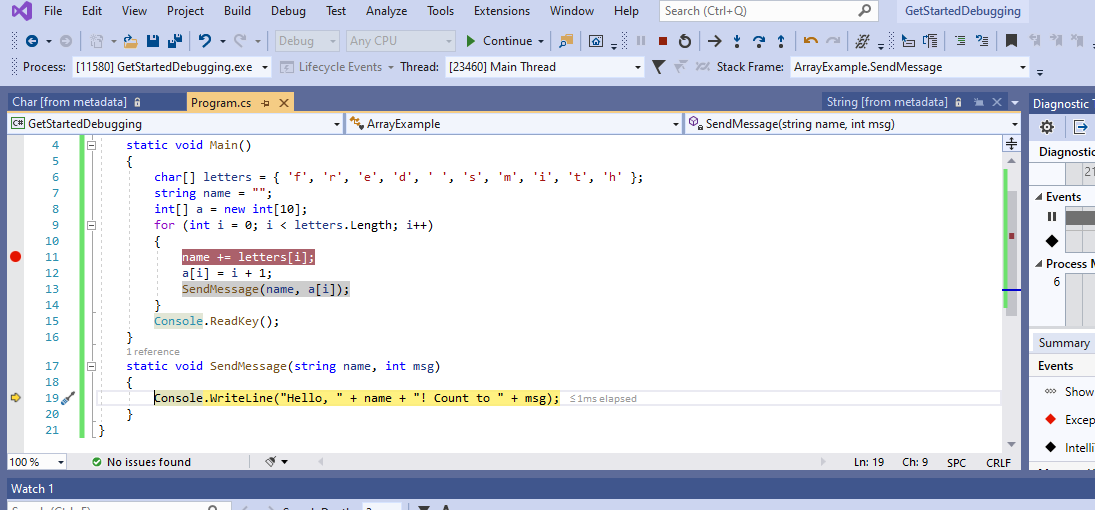 File Edit View Project Build Debug Test Analyze Tools Extensions Window Help Search (Ctrl+Q) GetStartedDebugging
Debug Any CPU Continue
Process: [11580] GetStartedDebugging.exe Lifecycle Events Thread: [23460] Main Thread Stack Frame: ArrayExample.SendMessage
Char [from metadata] Program.cs String [from metadata] Diagnostic
C# GetStartedDebugging ArrayExample SendMessage(string name, int msg)
4 static void Main()
5 {
6 char[] letters = { 'f', 'r', 'e', 'd', ' ', 's', 'm', 'i', 't', 'h' };
7 string name = "";
8 int[] a = new int[10];
9 for (int i = 0; i < letters.Length; i++)
10 {
11 name += letters[i];
12 a[i] = i + 1;
13 SendMessage(name, a[i]);
14 }
15 Console.ReadKey();
16 }
1 reference
17 static void SendMessage(string name, int msg)
18 {
19 Console.WriteLine("Hello, " + name + "! Count to " + msg); ≤1ms elapsed
20 }
21 }
100 % No issues found Ln: 19 Ch: 9 SPC CRLF
Watch 1
Diagnostic
21
Events
Process
6
Summary
Events
Show